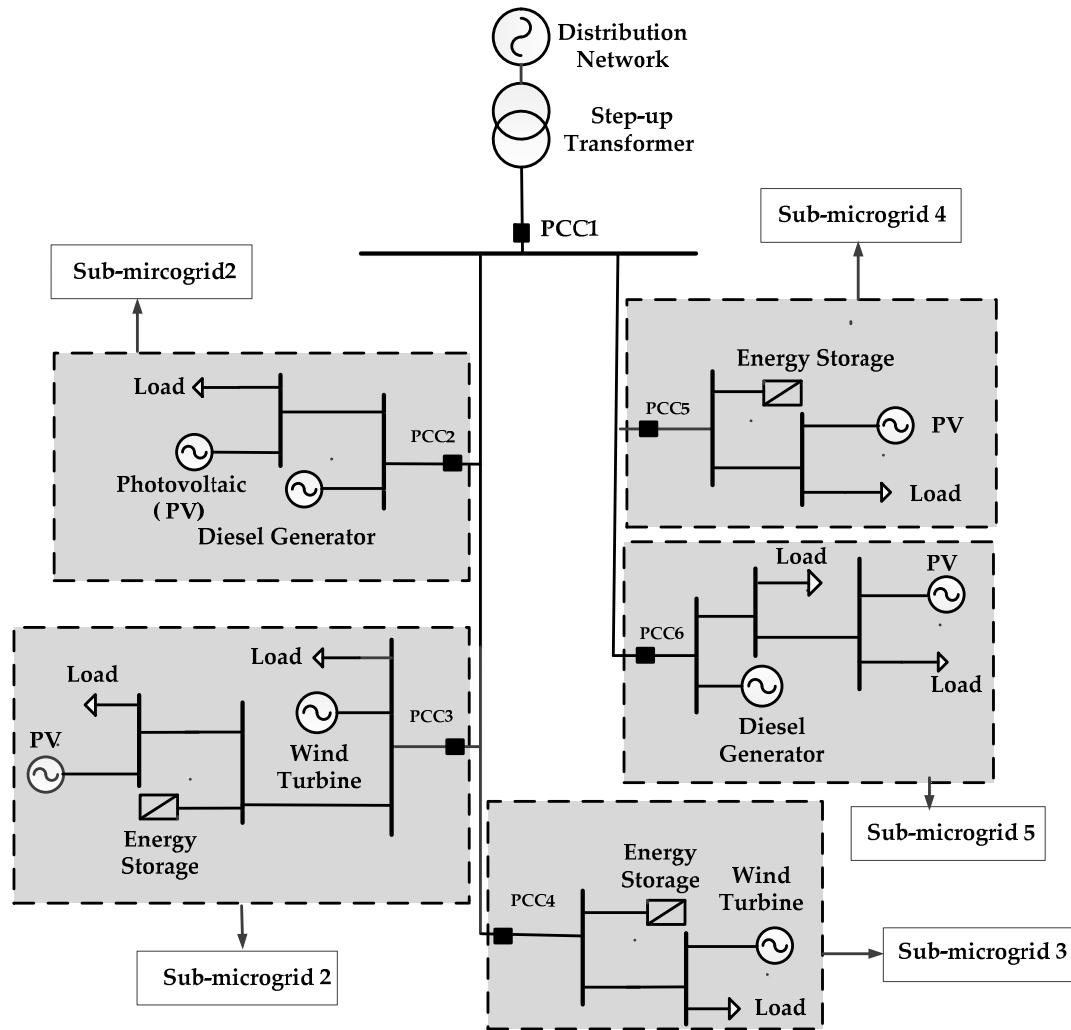 Distribution
Network
Step-up
Transformer
PCC1
Sub-microgrid 4
Sub-mircogrid2
Energy Storage
Load
PCC5
PCC2
PV
Photovoltaic
( PV)
Load
Diesel Generator
Load
PV
PCC6
Load
Load
Load
PCC3
Diesel
Generator
PV
Wind
Turbine
Energy
Storage
Sub-microgrid 5
Energy
Storage
Wind
Turbine
PCC4
Sub-microgrid 3
Sub-microgrid 2
Load